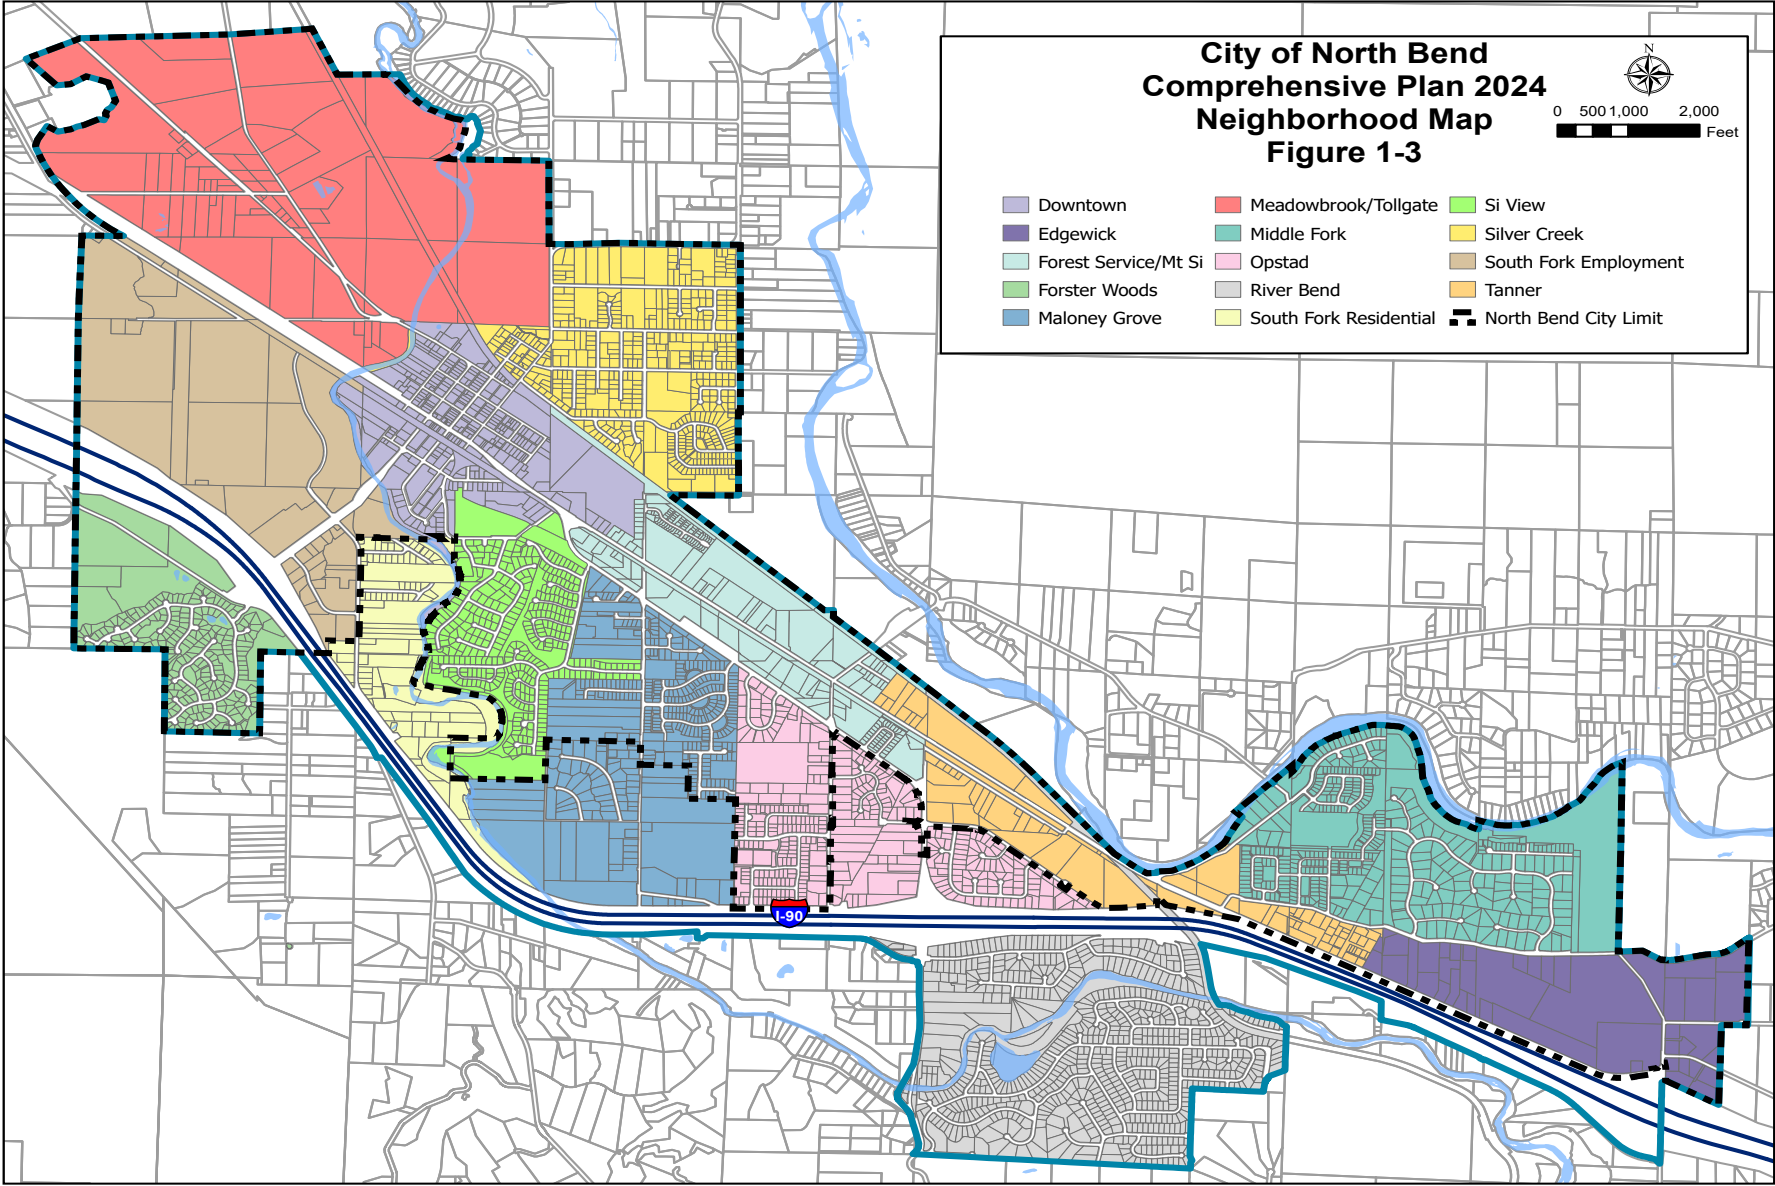 City of North Bend
Comprehensive Plan 2024
Neighborhood Map
Figure 1-3
N
0 500 1,000 2,000
Feet
Downtown
Edgewick
Forest Service/Mt Si
Forster Woods
Maloney Grove
Meadowbrook/Tollgate
Middle Fork
Opstad
River Bend
South Fork Residential
Si View
Silver Creek
South Fork Employment
Tanner
North Bend City Limit
I-90